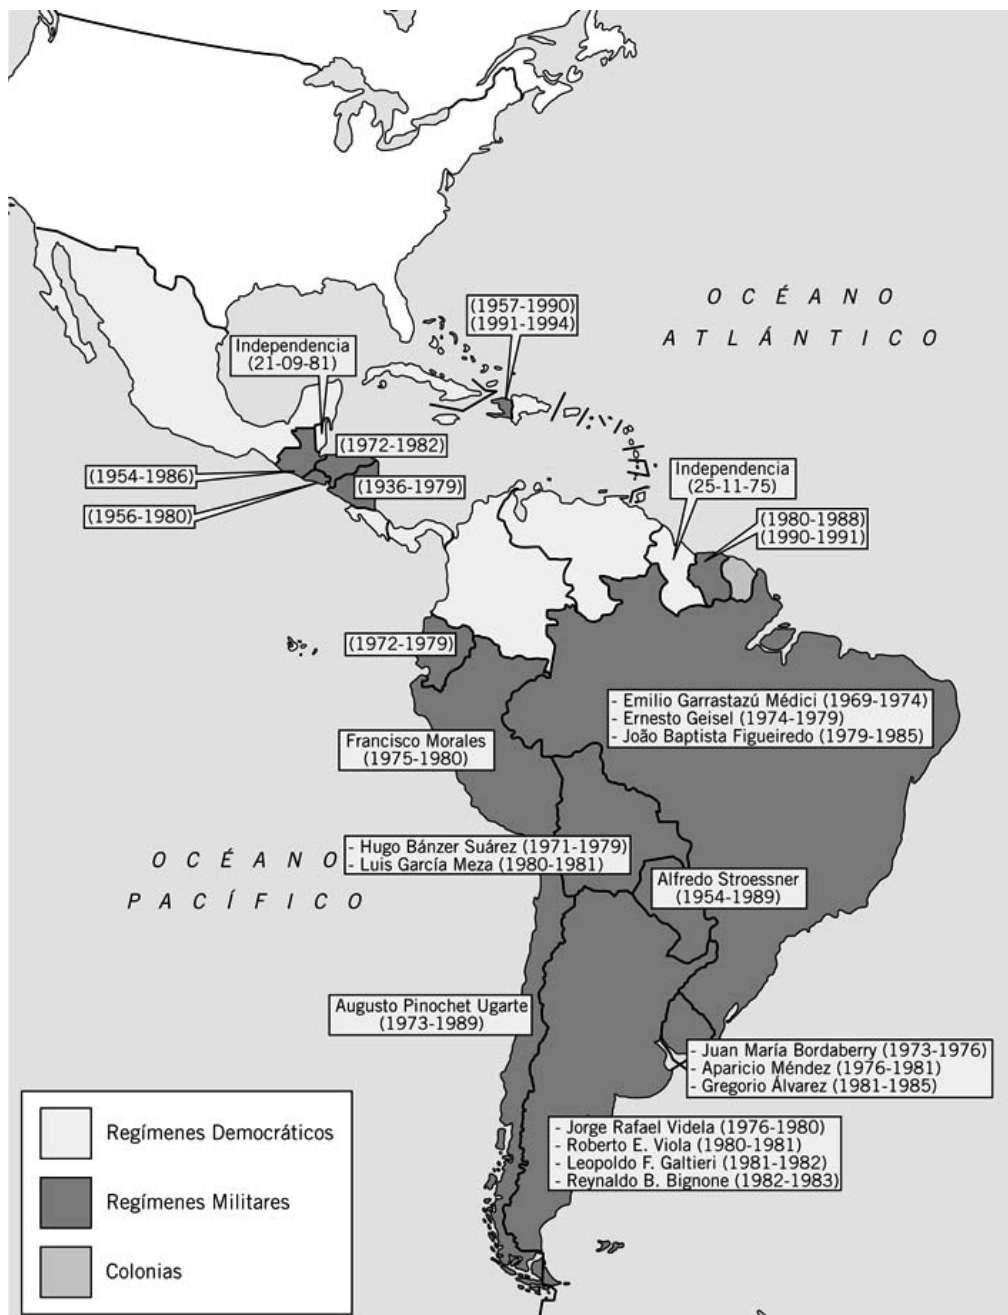 OCÉANO
ATLÁNTICO
(1957-1990)
(1991-1994)
Independencia
(21-09-81)
(1972-1982)
(1954-1986)
(1936-1979)
(1956-1980)
Independencia
(25-11-75)
(1980-1988)
(1990-1991)
(1972-1979)
- Emilio Garrastazú Médici (1969-1974)
- Ernesto Geisel (1974-1979)
- João Baptista Figueiredo (1979-1985)
Francisco Morales
(1975-1980)
OCÉANO
PACÍFICO
- Hugo Bánzer Suárez (1971-1979)
- Luis García Meza (1980-1981)
Alfredo Stroessner
(1954-1989)
Augusto Pinochet Ugarte
(1973-1989)
- Juan María Bordaberry (1973-1976)
- Aparicio Méndez (1976-1981)
- Gregorio Álvarez (1981-1985)
- Jorge Rafael Videla (1976-1980)
- Roberto E. Viola (1980-1981)
- Leopoldo F. Galtieri (1981-1982)
- Reynaldo B. Bignone (1982-1983)
Regímenes Democráticos
Regímenes Militares
Colonias